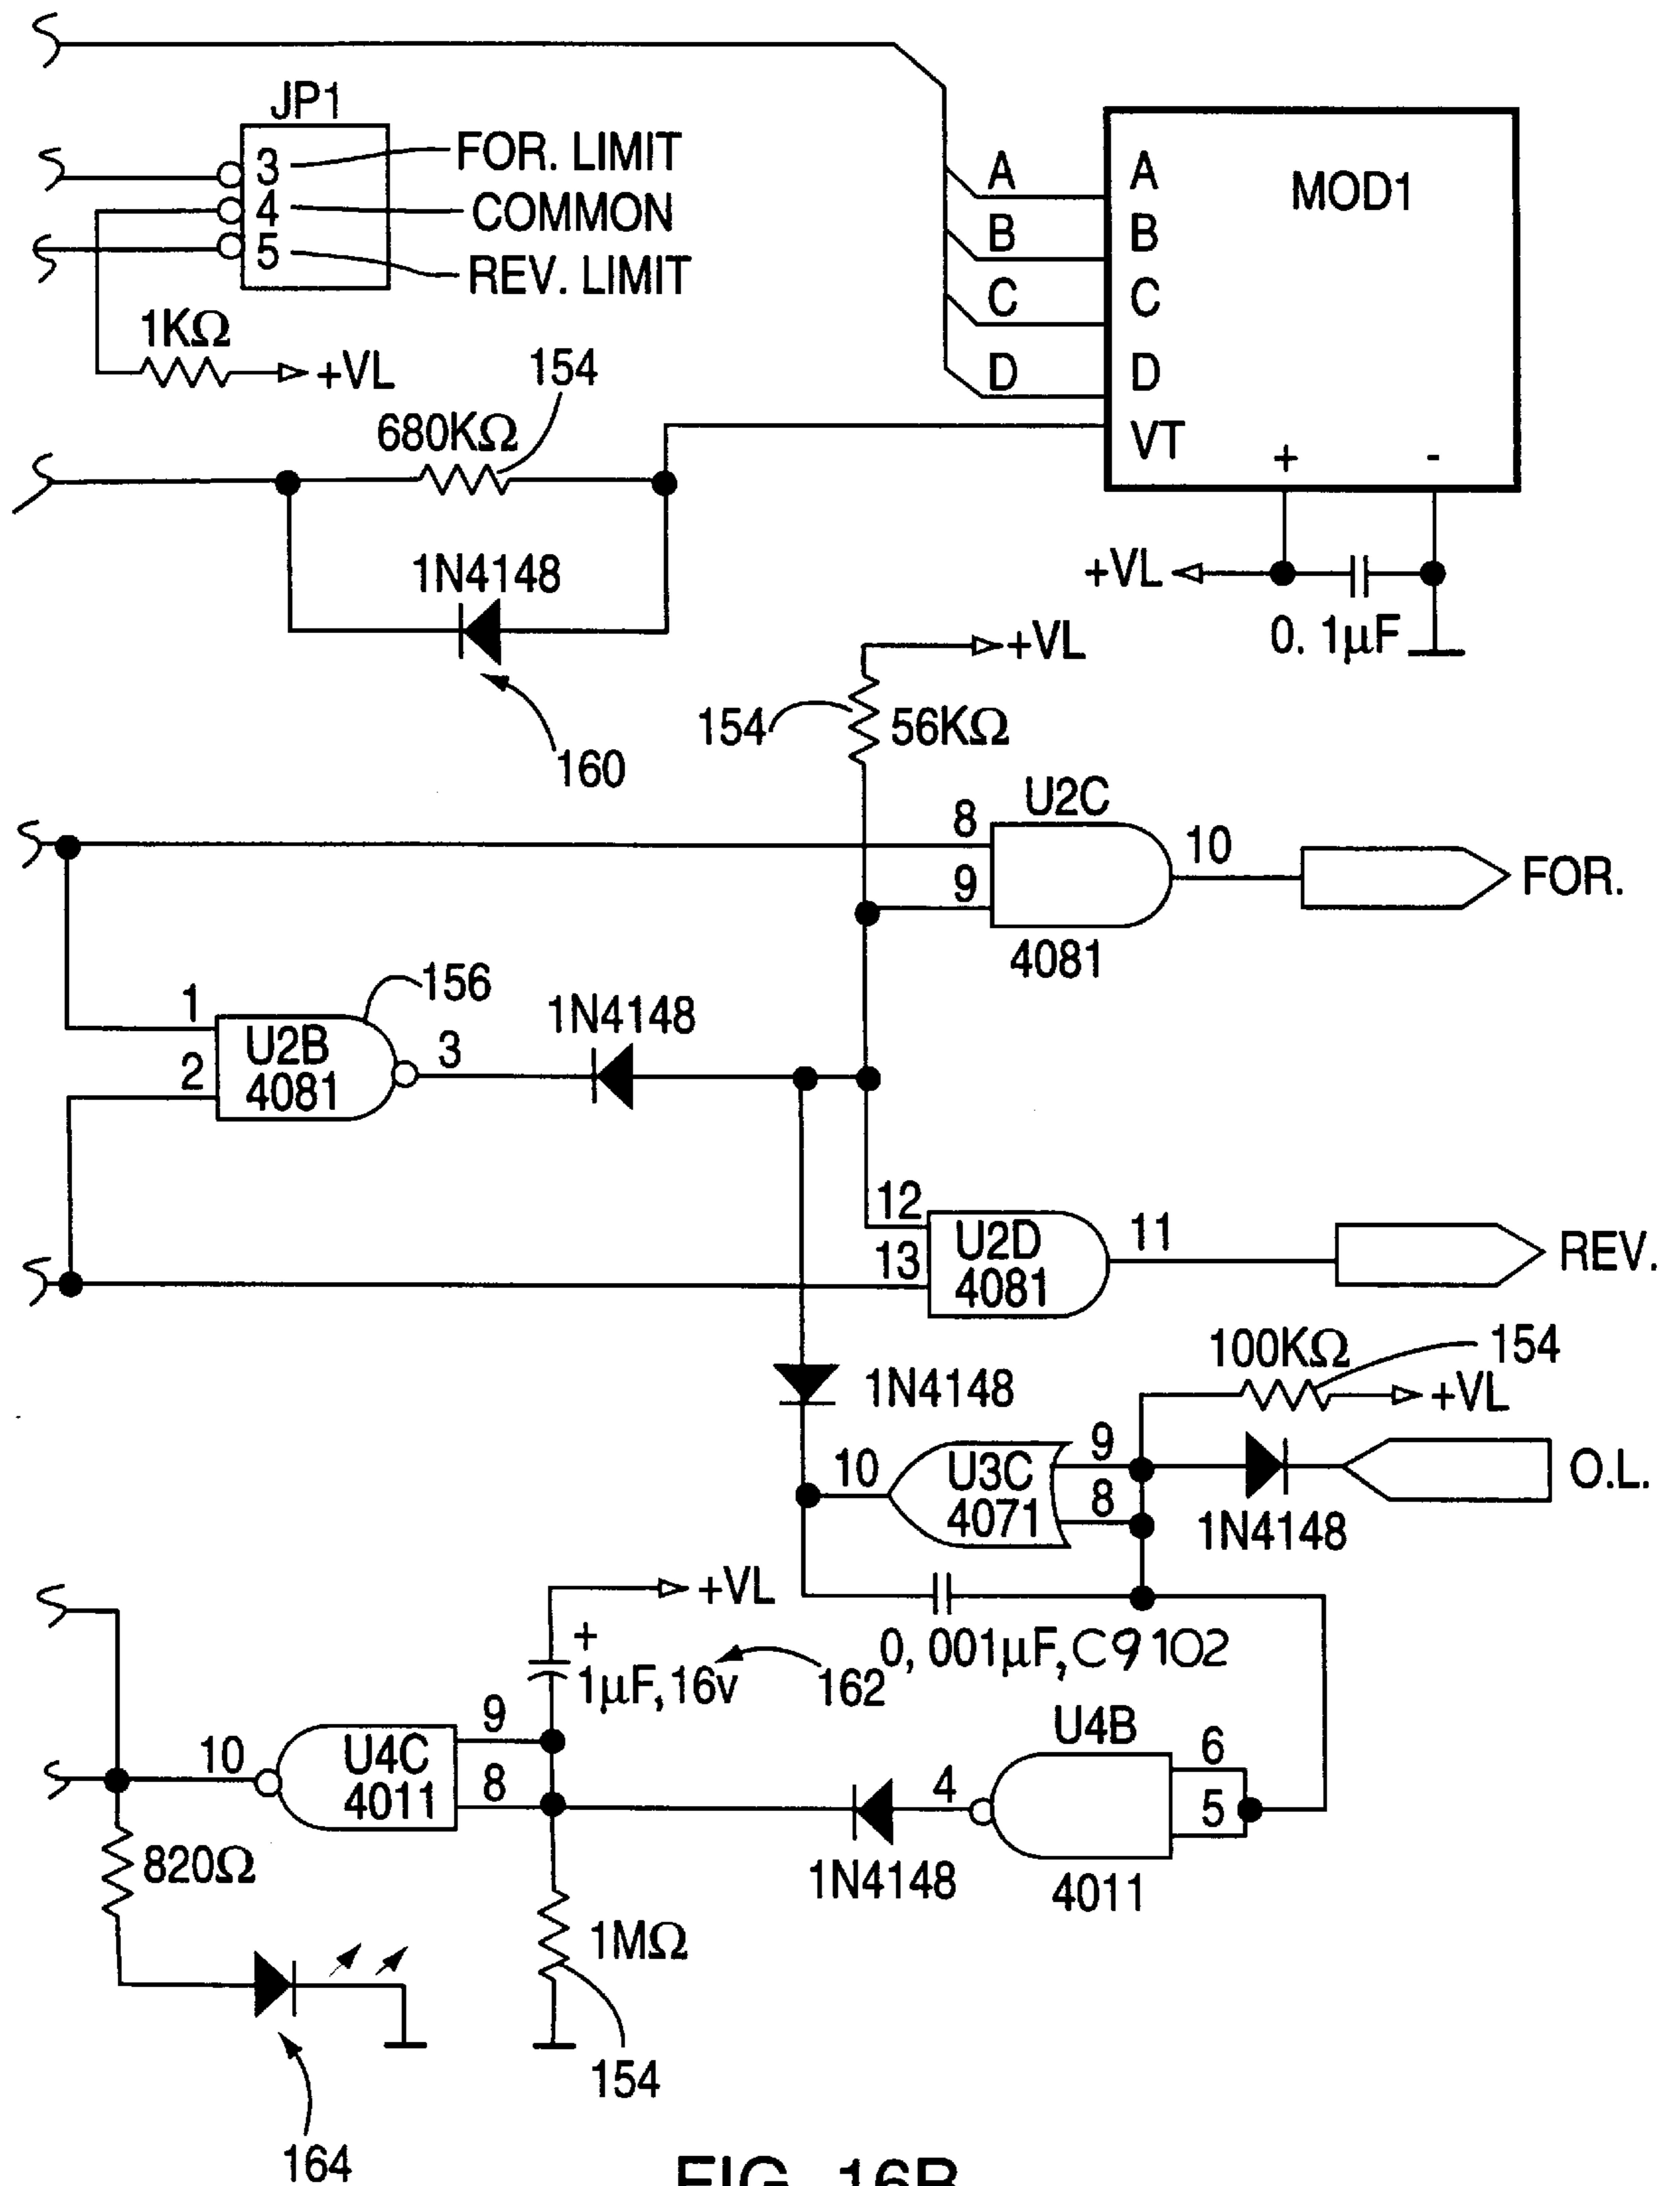 JP1
3 FOR. LIMIT
4 COMMON
5 REV. LIMIT
1KΩ
+VL
A A
B B
C C
D D
VT
MOD1
+ -
154
680KΩ
1N4148
160
+VL
0. 1µF
+VL
154
56KΩ
U2C
8
9
10
4081
FOR.
156
1
2
U2B
4081
3
1N4148
12
13
U2D
4081
11
REV.
1N4148
100KΩ
154
+VL
10
U3C
4071
9
8
1N4148
O.L.
+VL
+
1µF, 16v
162
0, 001µF, C9102
10
U4C
4011
9
8
U4B
4
6
5
1N4148
4011
820Ω
1MΩ
154
164
FIG. 16B